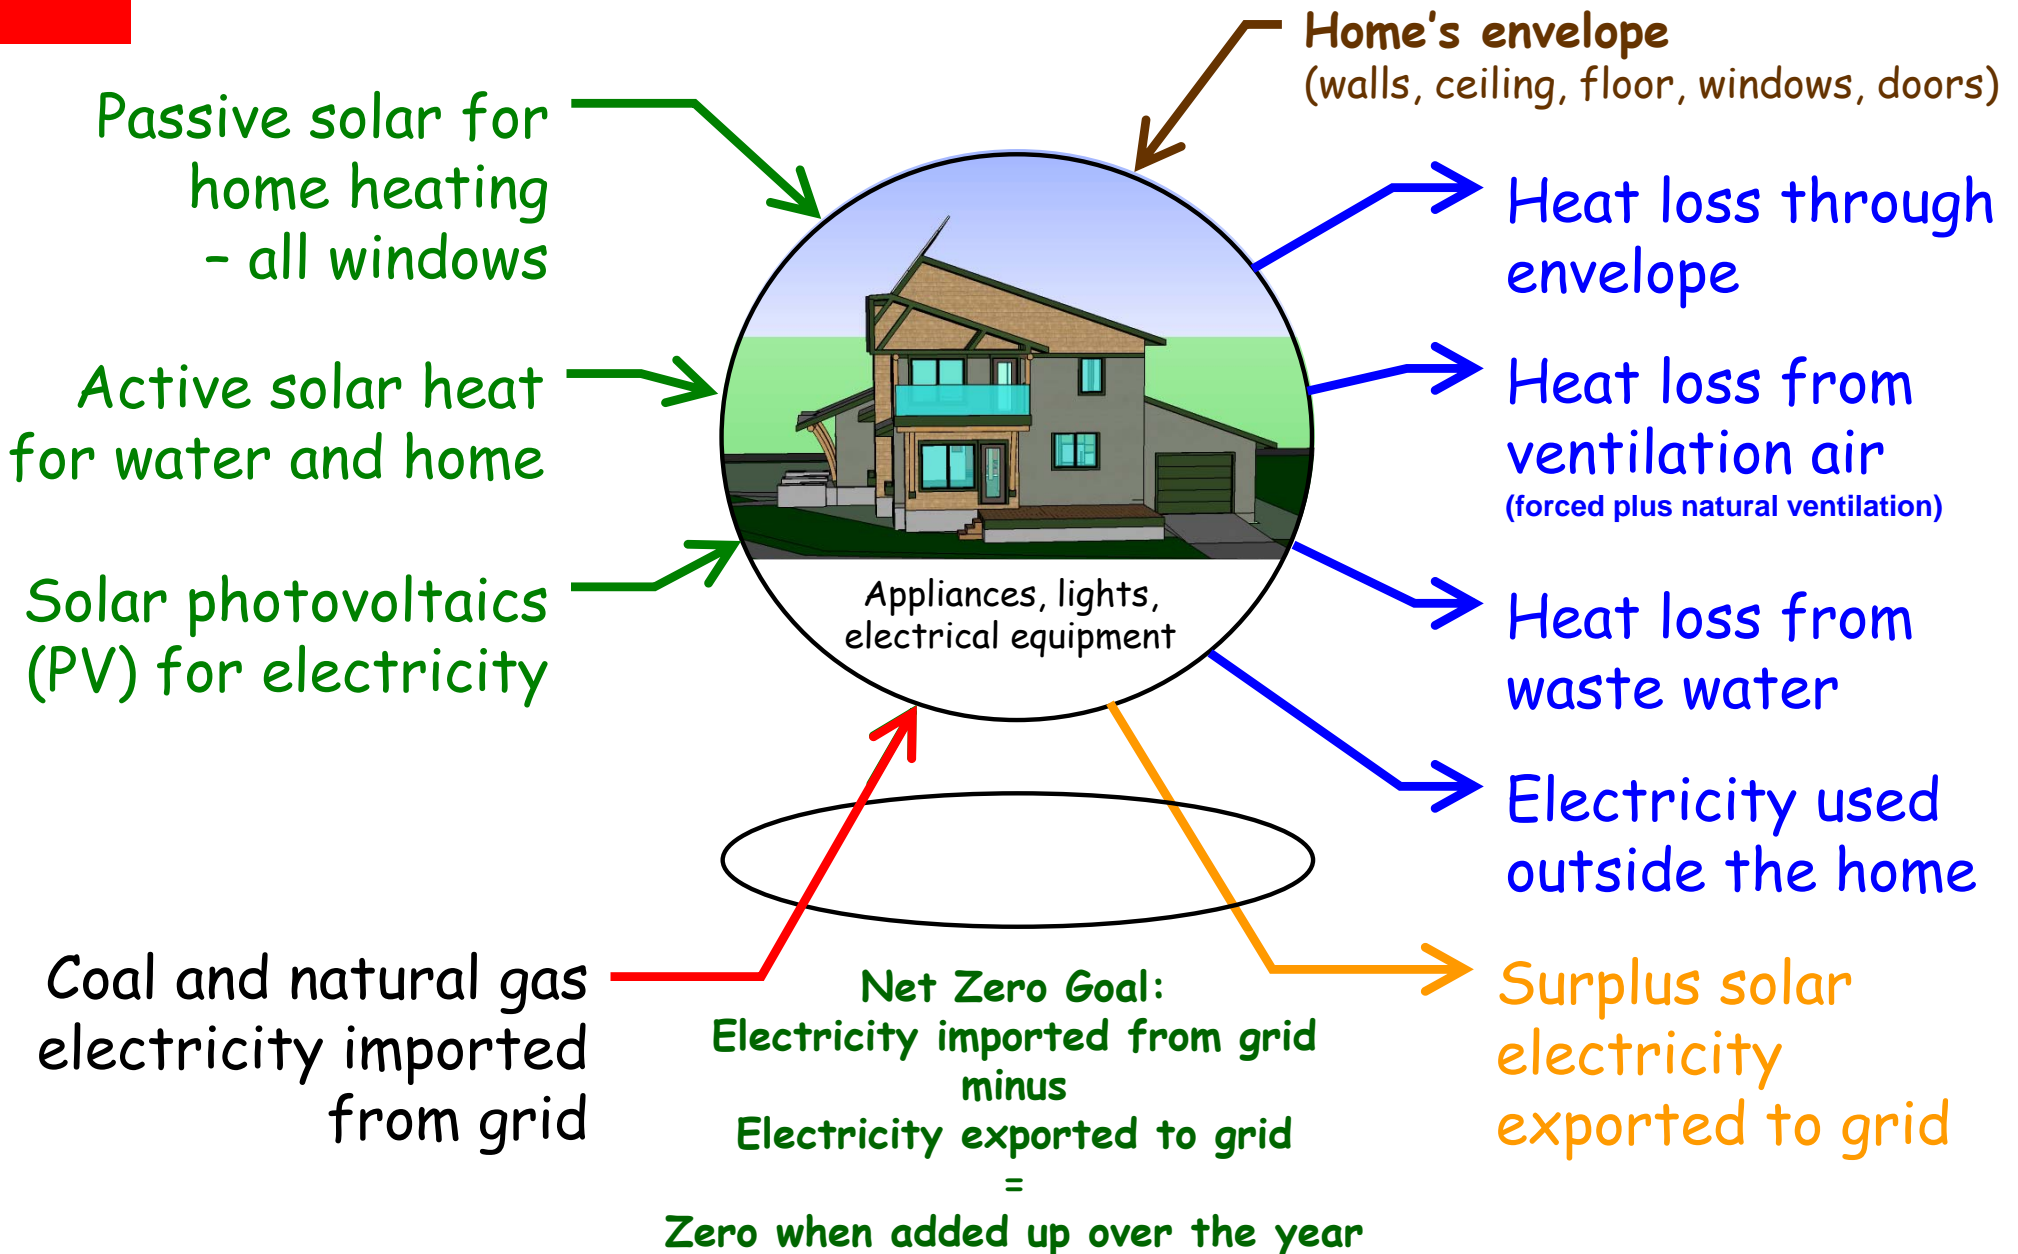 Home's envelope
(walls, ceiling, floor, windows, doors)
Passive solar for
home heating
– all windows
Active solar heat
for water and home
Solar photovoltaics
(PV) for electricity
Coal and natural gas
electricity imported
from grid
Appliances, lights,
electrical equipment
Net Zero Goal:
Electricity imported from grid
minus
Electricity exported to grid
=
Zero when added up over the year
Heat loss through
envelope
Heat loss from
ventilation air
(forced plus natural ventilation)
Heat loss from
waste water
Electricity used
outside the home
Surplus solar
electricity
exported to grid